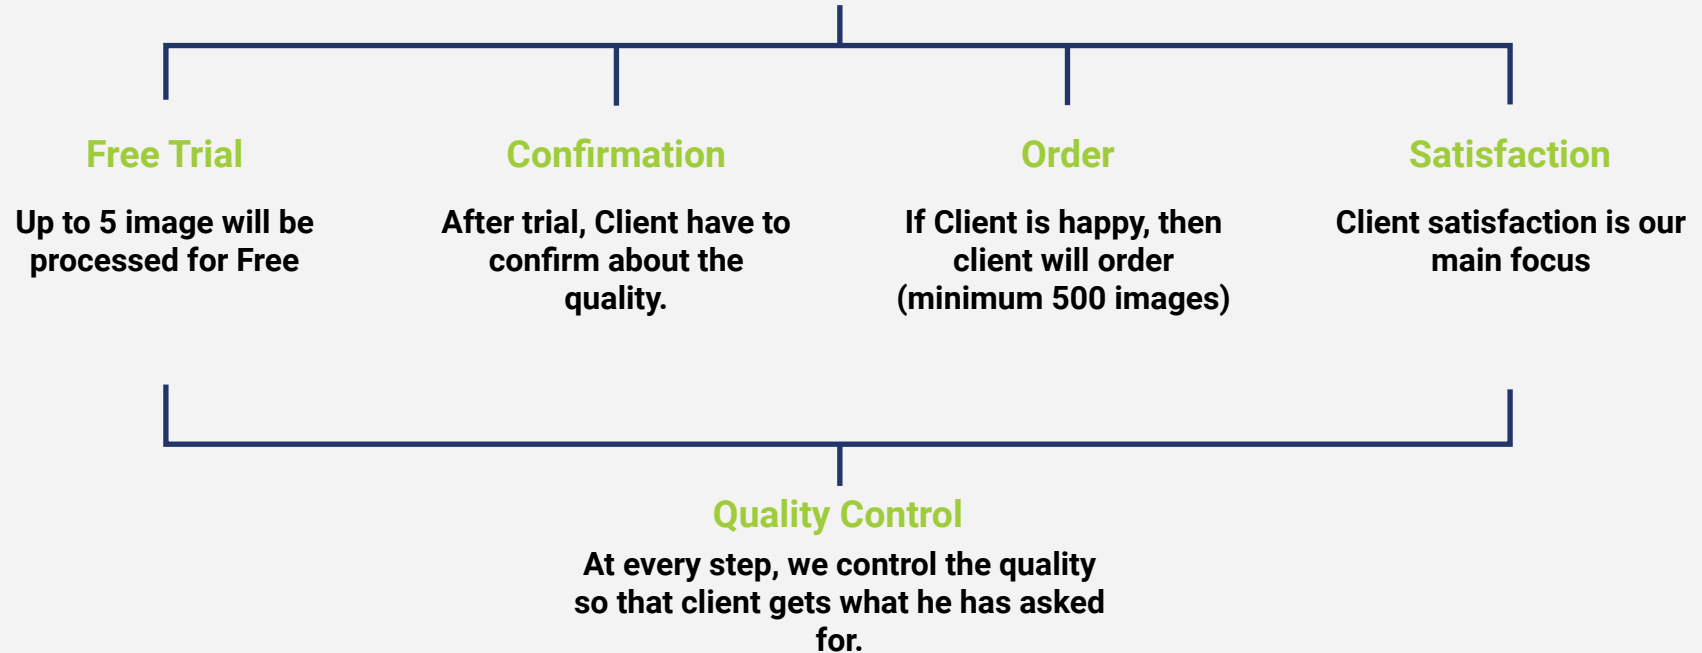 Free Trial
Up to 5 image will be
processed for Free
Confirmation
After trial, Client have to
confirm about the
quality.
Order
If Client is happy, then
client will order
(minimum 500 images)
Satisfaction
Client satisfaction is our
main focus
Quality Control
At every step, we control the quality
so that client gets what he has asked
for.